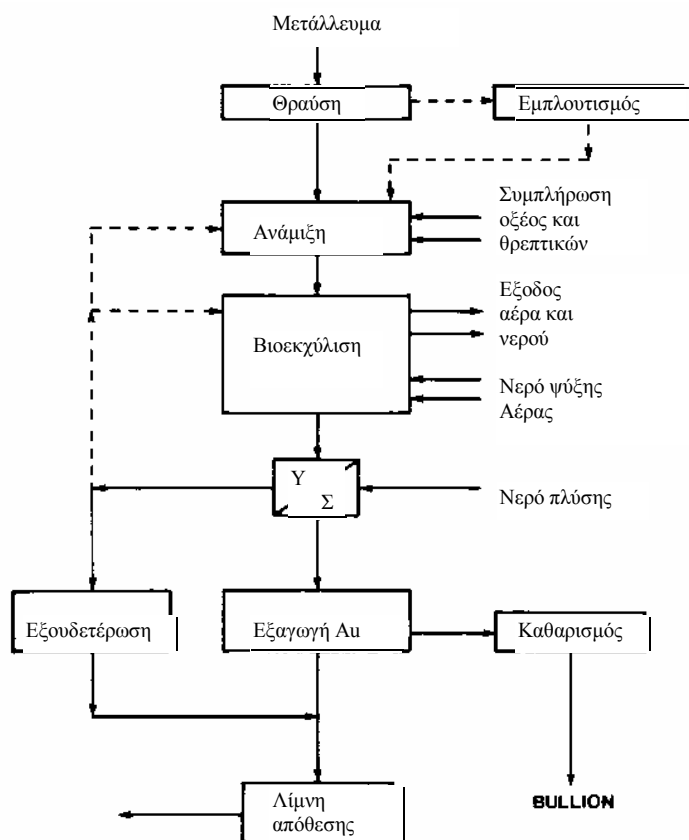 Μετάλλευμα
Θραύση
Εμπλουτισμός
Συμπλήρωση
οξέος και
θρεπτικών
Ανάμιξη
Εξοδος
αέρα και
νερού
Βιοεκχύλιση
Νερό ψύξης
Αέρας
Υ
Σ
Νερό πλύσης
Εξουδετέρωση
Εξαγωγή Au
Καθαρισμός
Λίμνη
απόθεσης
BULLION